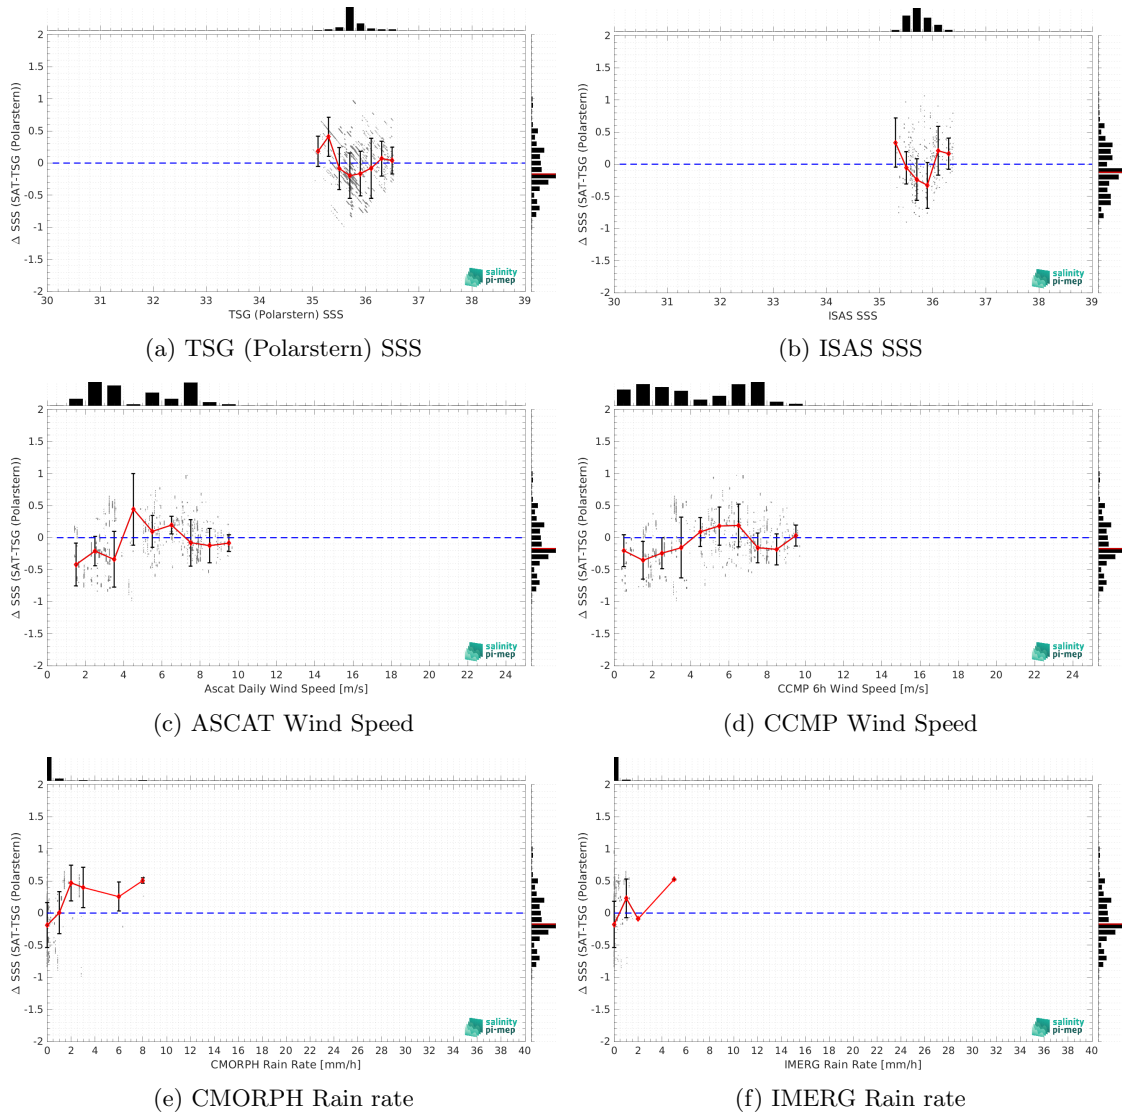 2
1.5
1
0.5
0
-0.5
-1
-1.5
-2
Δ SSS (SAT-TSG (Polarstern))
30 31 32 33 34 35 36 37 38 39
TSG (Polarstern) SSS
salinity
pi-mep
(a) TSG (Polarstern) SSS
2
1.5
1
0.5
0
-0.5
-1
-1.5
-2
Δ SSS (SAT-TSG (Polarstern))
30 31 32 33 34 35 36 37 38 39
ISAS SSS
salinity
pi-mep
(b) ISAS SSS
2
1.5
1
0.5
0
-0.5
-1
-1.5
-2
Δ SSS (SAT-TSG (Polarstern))
0 2 4 6 8 10 12 14 16 18 20 22 24
Ascat Daily Wind Speed [m/s]
salinity
pi-mep
(c) ASCAT Wind Speed
2
1.5
1
0.5
0
-0.5
-1
-1.5
-2
Δ SSS (SAT-TSG (Polarstern))
0 2 4 6 8 10 12 14 16 18 20 22 24
CCMP 6h Wind Speed [m/s]
salinity
pi-mep
(d) CCMP Wind Speed
2
1.5
1
0.5
0
-0.5
-1
-1.5
-2
Δ SSS (SAT-TSG (Polarstern))
0 2 4 6 8 10 12 14 16 18 20 22 24 26 28 30 32 34 36 38 40
CMORPH Rain Rate [mm/h]
salinity
pi-mep
(e) CMORPH Rain rate
2
1.5
1
0.5
0
-0.5
-1
-1.5
-2
Δ SSS (SAT-TSG (Polarstern))
0 2 4 6 8 10 12 14 16 18 20 22 24 26 28 30 32 34 36 38 40
IMERG Rain Rate [mm/h]
salinity
pi-mep
(f) IMERG Rain rate